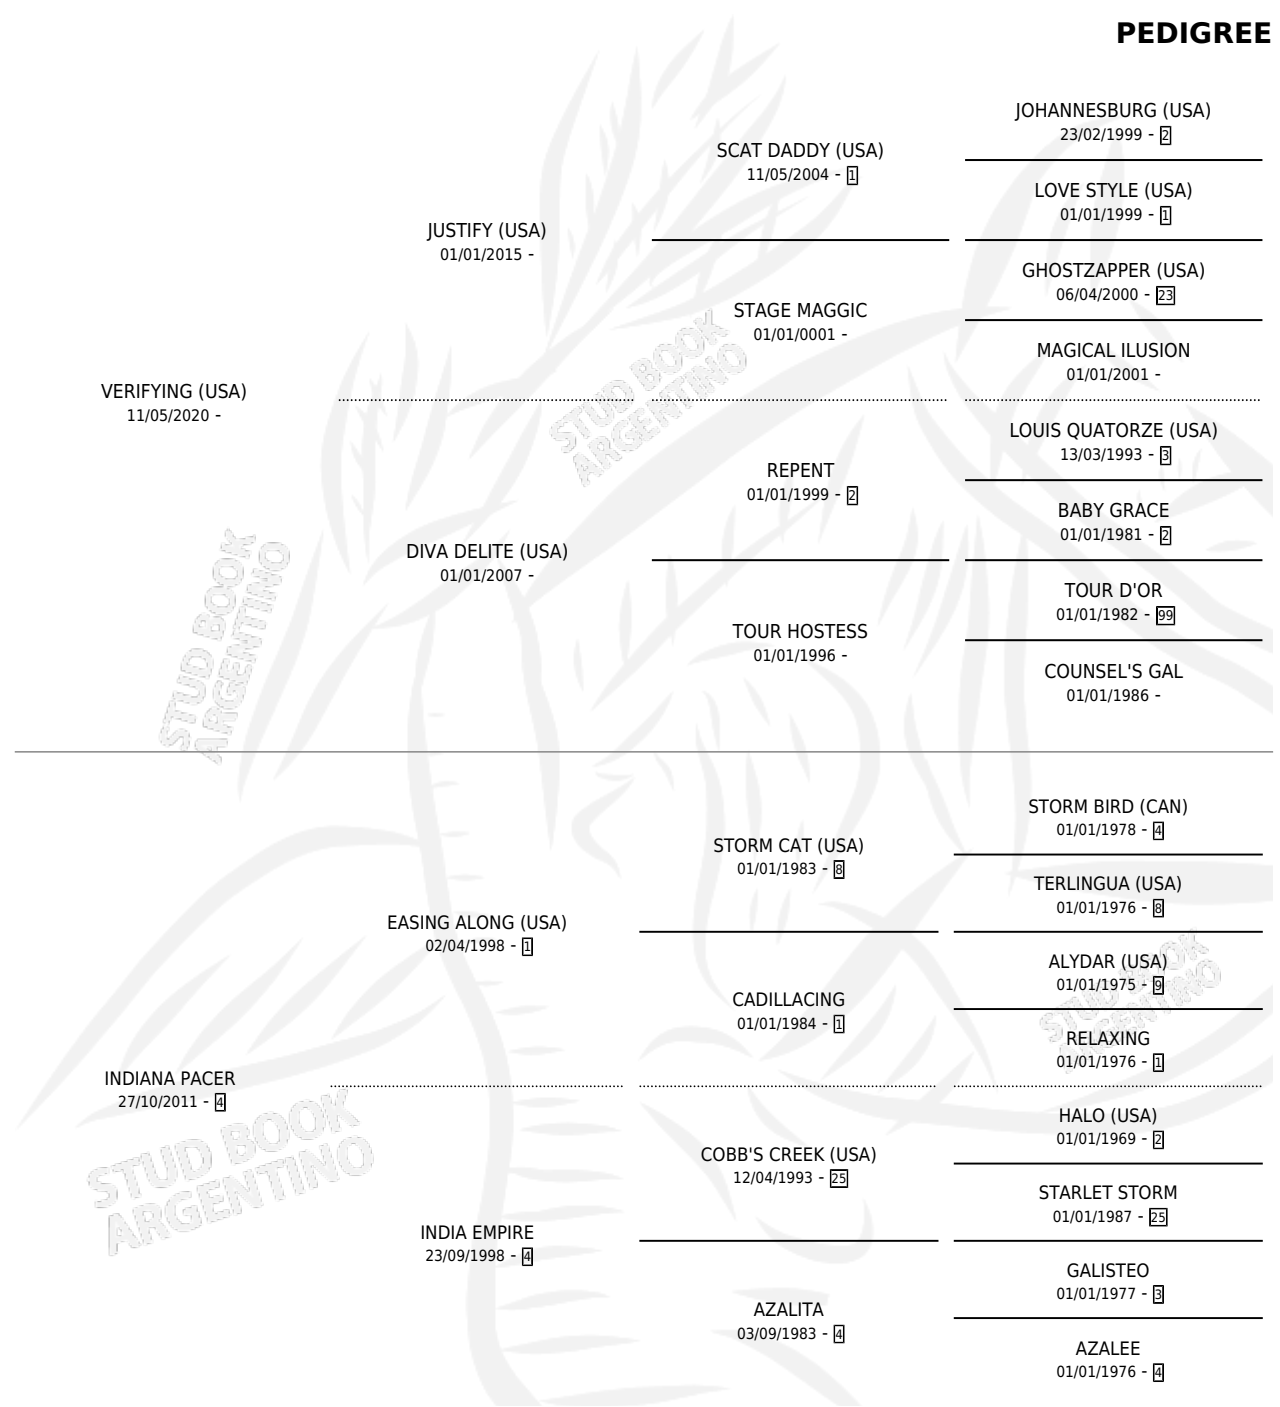 PEDIGREE
JOHANNESBURG (USA)
23/02/1999 - 2
SCAT DADDY (USA)
11/05/2004 - 1
LOVE STYLE (USA)
01/01/1999 - 1
JUSTIFY (USA)
01/01/2015 -
GHOSTZAPPER (USA)
06/04/2000 - 23
STAGE MAGGIC
01/01/0001 -
MAGICAL ILUSION
01/01/2001 -
VERIFYING (USA)
11/05/2020 -
LOUIS QUATORZE (USA)
13/03/1993 - 3
REPENT
01/01/1999 - 2
BABY GRACE
01/01/1981 - 2
DIVA DELITE (USA)
01/01/2007 -
TOUR D'OR
01/01/1982 - 99
TOUR HOSTESS
01/01/1996 -
COUNSEL'S GAL
01/01/1986 -
STORM BIRD (CAN)
01/01/1978 - 4
STORM CAT (USA)
01/01/1983 - 8
TERLINGUA (USA)
01/01/1976 - 8
EASING ALONG (USA)
02/04/1998 - 1
ALYDAR (USA)
01/01/1975 - 9
CADILLACING
01/01/1984 - 1
RELAXING
01/01/1976 - 1
INDIANA PACER
27/10/2011 - 4
HALO (USA)
01/01/1969 - 2
COBB'S CREEK (USA)
12/04/1993 - 25
STARLET STORM
01/01/1987 - 25
INDIA EMPIRE
23/09/1998 - 4
GALISTEO
01/01/1977 - 3
AZALITA
03/09/1983 - 4
AZALEE
01/01/1976 - 4
STUD BOOK
ARGENTINO
STUD BOOK
ARGENTINO
STUD BOOK
ARGENTINO
STUD BOOK
ARGENTINO